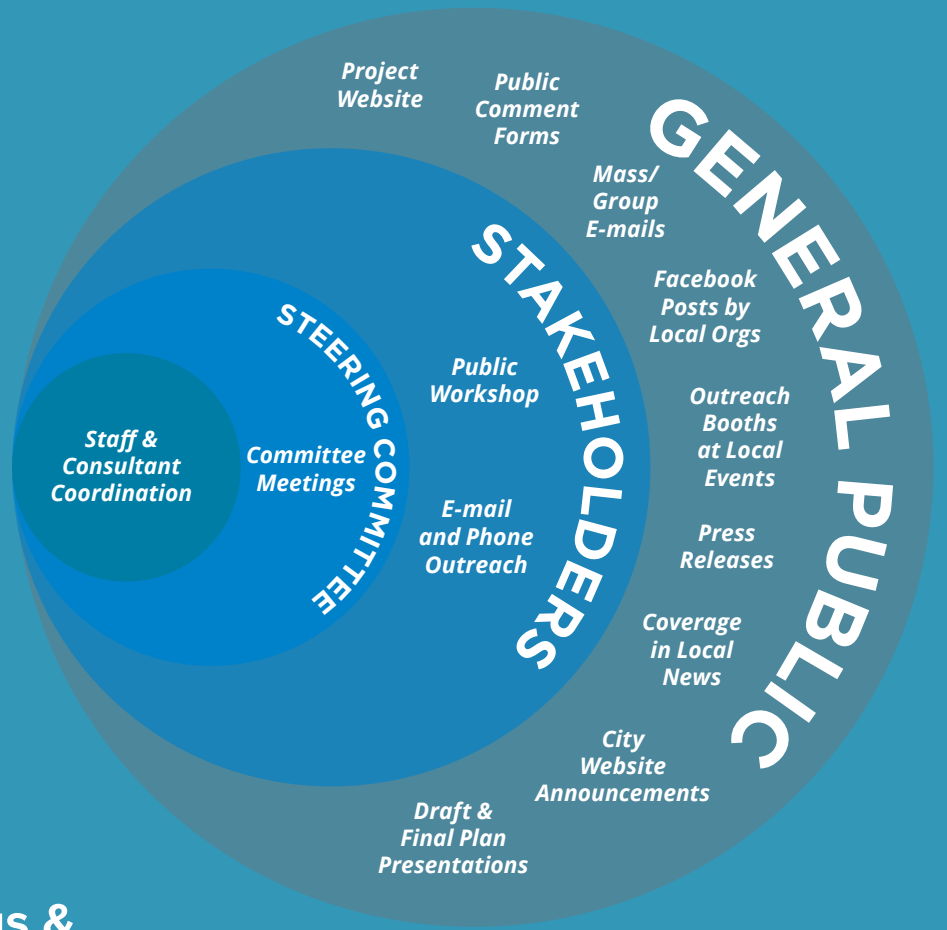 Project
Website
Public
Comment
Forms
Mass/
Group
E-mails
Facebook
Posts by
Local Orgs
Outreach
Booths
at Local
Events
Press
Releases
Coverage
in Local
News
City
Website
Announcements
Draft &
Final Plan
Presentations
GENERAL PUBLIC
STAKEHOLDERS
Public
Workshop
E-mail
and Phone
Outreach
STEERING COMMITTEE
Committee
Meetings
Staff &
Consultant
Coordination
&